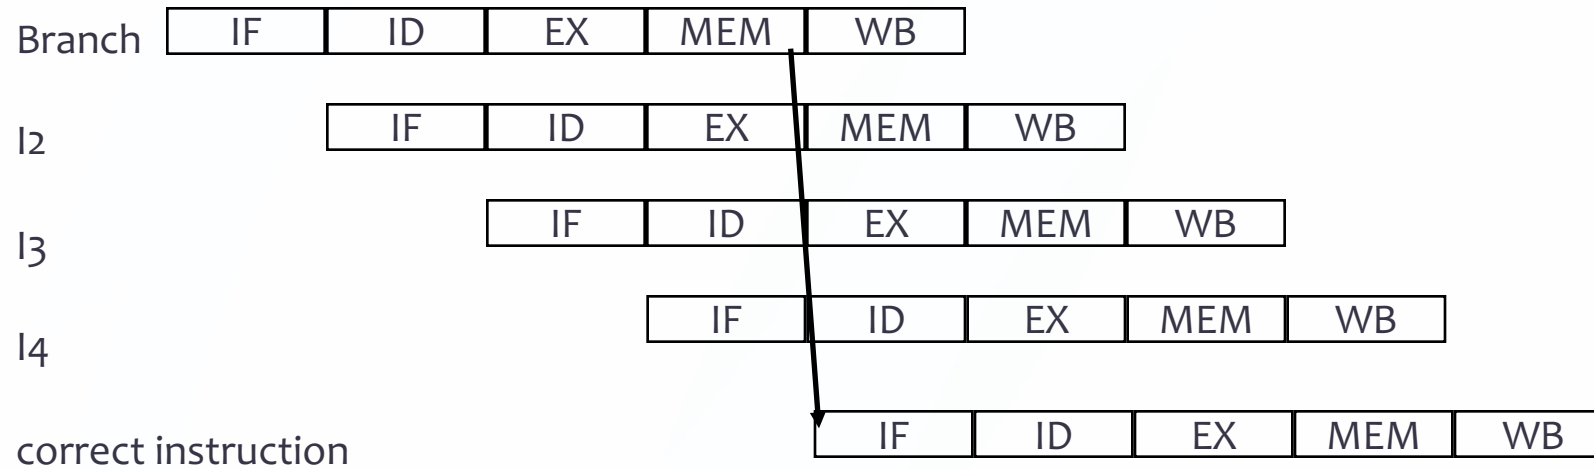 Branch IF ID EX MEM WB
I2 IF ID EX MEM WB
I3 IF ID EX MEM WB
I4 IF ID EX MEM WB
correct instruction IF ID EX MEM WB